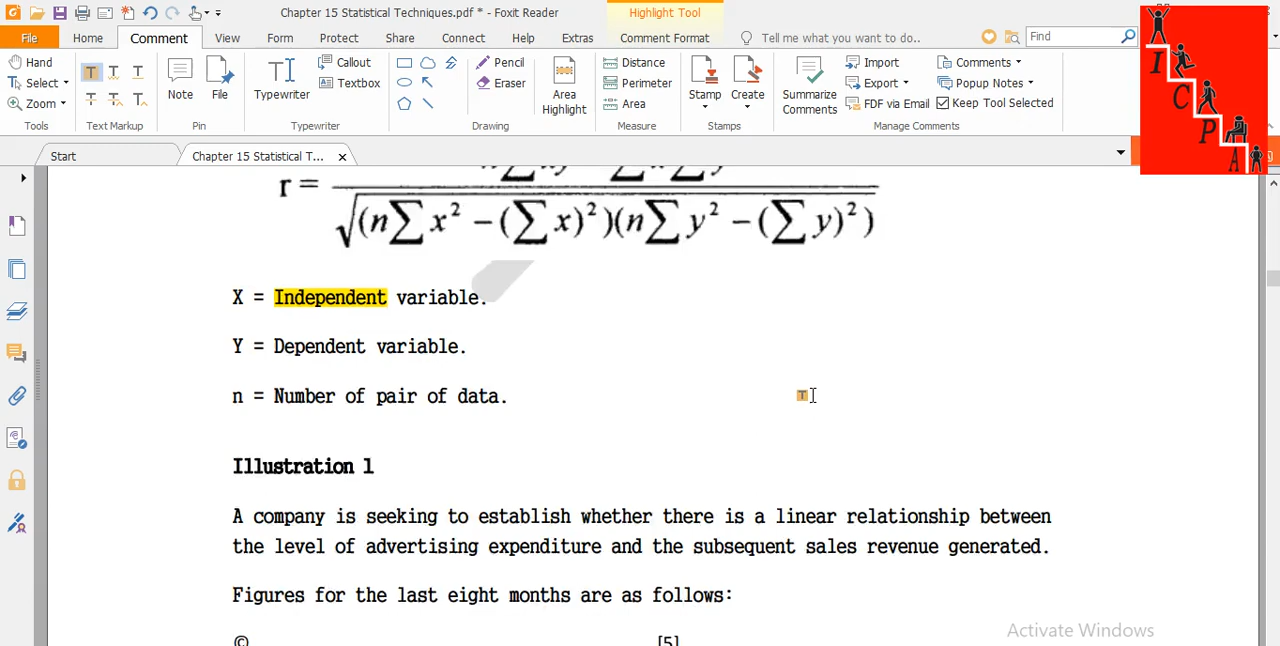 Chapter 15 Statistical Techniques.pdf * - Foxit Reader
Highlight Tool
File
Home
Comment
View
Form
Protect
Share
Connect
Help
Extras
Comment Format
Tell me what you want to do..
Find
Hand
Select
Zoom
Tools
Text Markup
Note
File
Pin
Typewriter
Callout
Textbox
Typewriter
Pencil
Eraser
Drawing
Area Highlight
Distance
Perimeter
Area
Measure
Stamp
Create
Stamps
Summarize Comments
Import
Export
FDF via Email
Comments
Popup Notes
Keep Tool Selected
Manage Comments
I
C
P
A
Start
Chapter 15 Statistical T...
r =
√(n∑x² − (∑x)²)(n∑y² − (∑y)²)
X = Independent variable.
Y = Dependent variable.
n = Number of pair of data.
Illustration 1
A company is seeking to establish whether there is a linear relationship between
the level of advertising expenditure and the subsequent sales revenue generated.
Figures for the last eight months are as follows:
©
[5]
Activate Windows